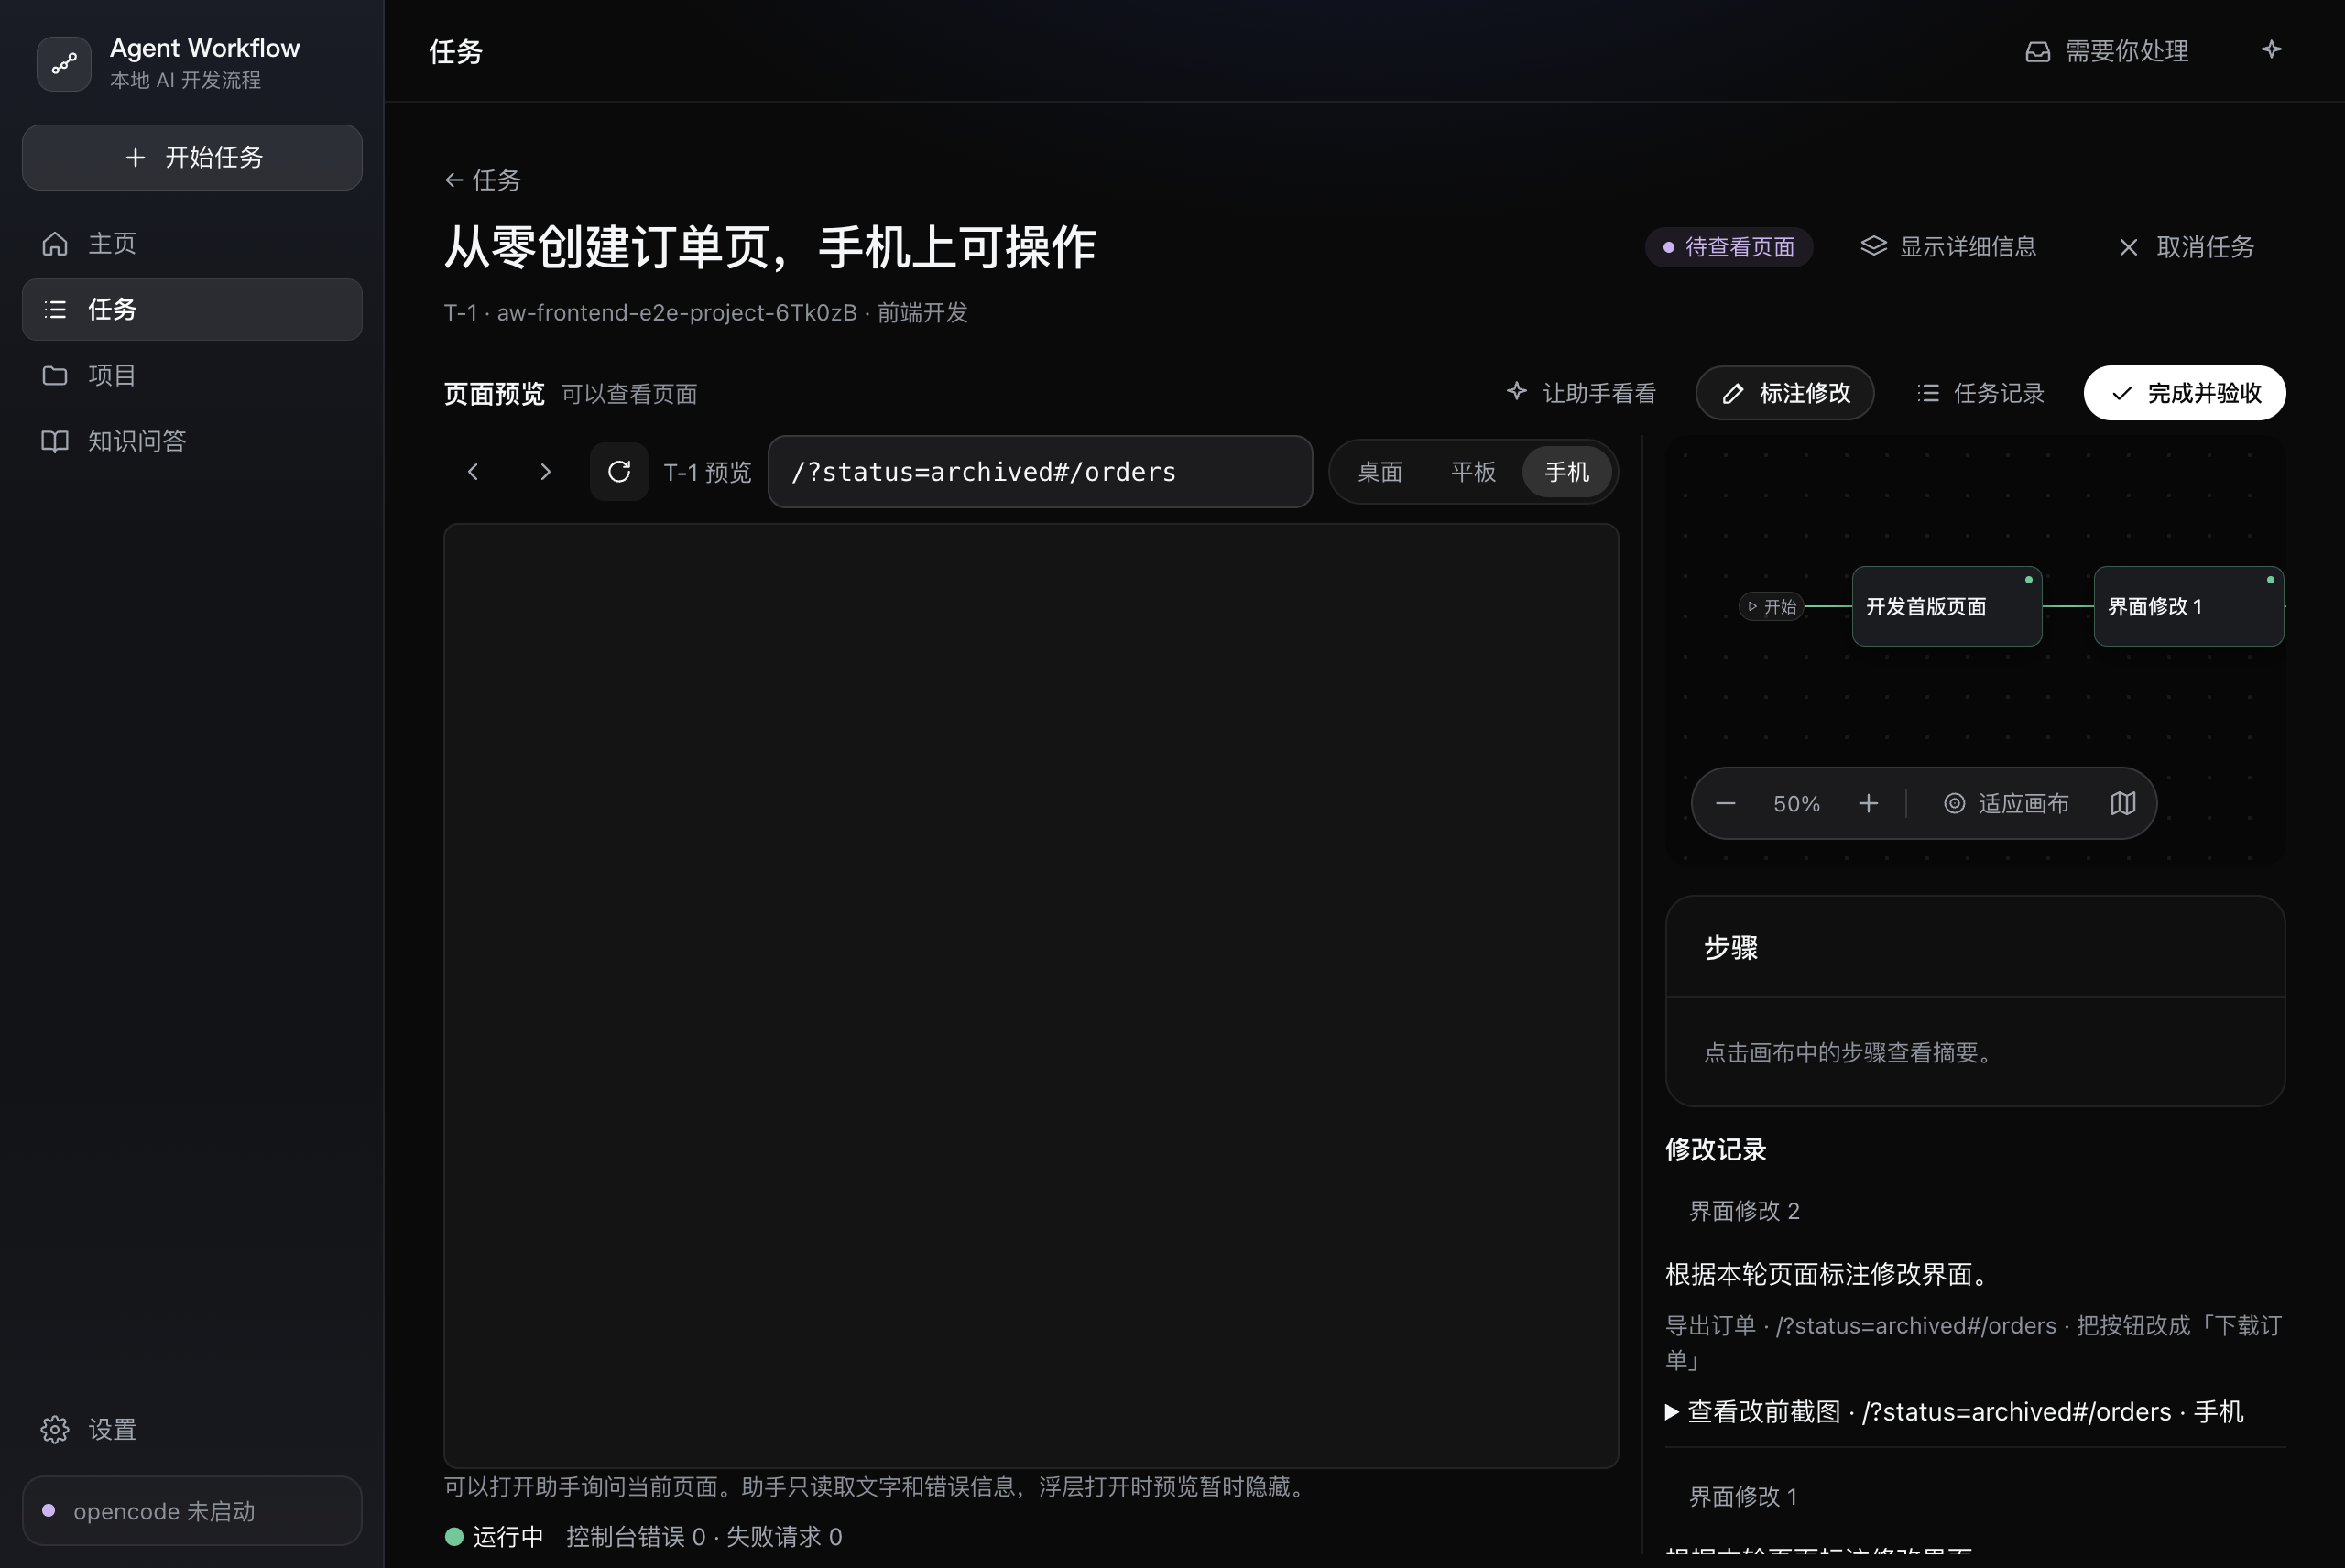 Agent Workflow
本地 AI 开发流程
开始任务
主页
任务
项目
知识问答
设置
opencode 未启动
任务
需要你处理
← 任务
从零创建订单页，手机上可操作
待查看页面
显示详细信息
取消任务
T-1 · aw-frontend-e2e-project-6Tk0zB · 前端开发
页面预览 可以查看页面
让助手看看
标注修改
任务记录
完成并验收
T-1 预览
/?status=archived#/orders
桌面 平板 手机
可以打开助手询问当前页面。助手只读取文字和错误信息，浮层打开时预览暂时隐藏。
运行中 控制台错误 0 · 失败请求 0
开始
开发首版页面
界面修改 1
50%
适应画布
步骤
点击画布中的步骤查看摘要。
修改记录
界面修改 2
根据本轮页面标注修改界面。
导出订单 · /?status=archived#/orders · 把按钮改成「下载订
单」
▶ 查看改前截图 · /?status=archived#/orders · 手机
界面修改 1